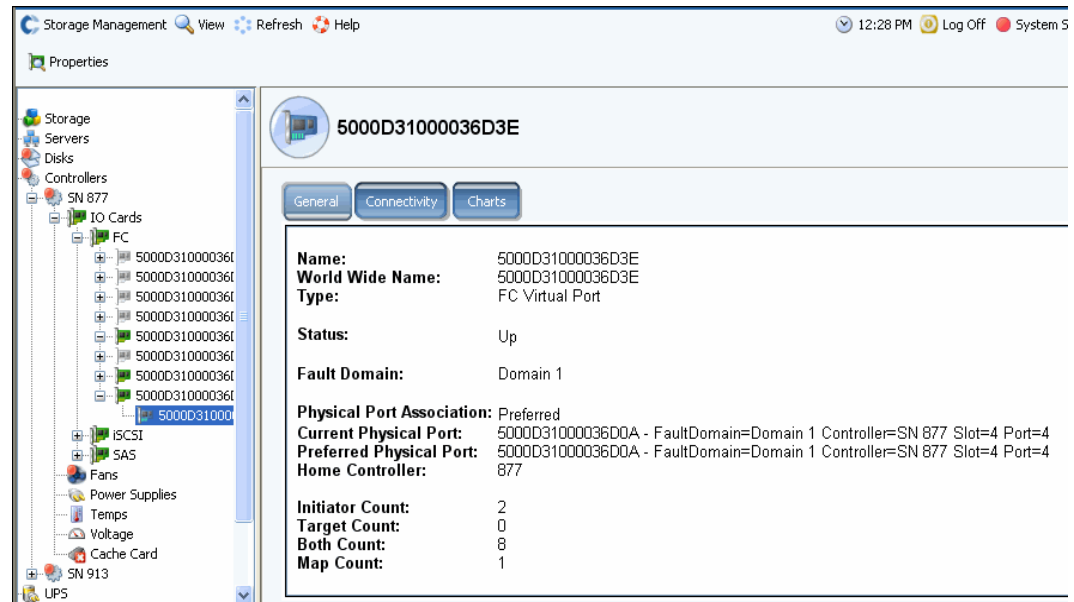 Storage Management View Refresh Help 12:28 PM Log Off System S
Properties
Storage
Servers
Disks
Controllers
SN 877
IO Cards
FC
5000D31000036D
5000D31000036D
5000D31000036D
5000D31000036D
5000D31000036D
5000D31000036D
5000D31000036D
5000D31000036D
5000D31000
iSCSI
SAS
Fans
Power Supplies
Temps
Voltage
Cache Card
SN 913
UPS
5000D31000036D3E
General Connectivity Charts
Name: 5000D31000036D3E
World Wide Name: 5000D31000036D3E
Type: FC Virtual Port
Status: Up
Fault Domain: Domain 1
Physical Port Association: Preferred
Current Physical Port: 5000D31000036D0A - FaultDomain=Domain 1 Controller=SN 877 Slot=4 Port=4
Preferred Physical Port: 5000D31000036D0A - FaultDomain=Domain 1 Controller=SN 877 Slot=4 Port=4
Home Controller: 877
Initiator Count: 2
Target Count: 0
Both Count: 8
Map Count: 1